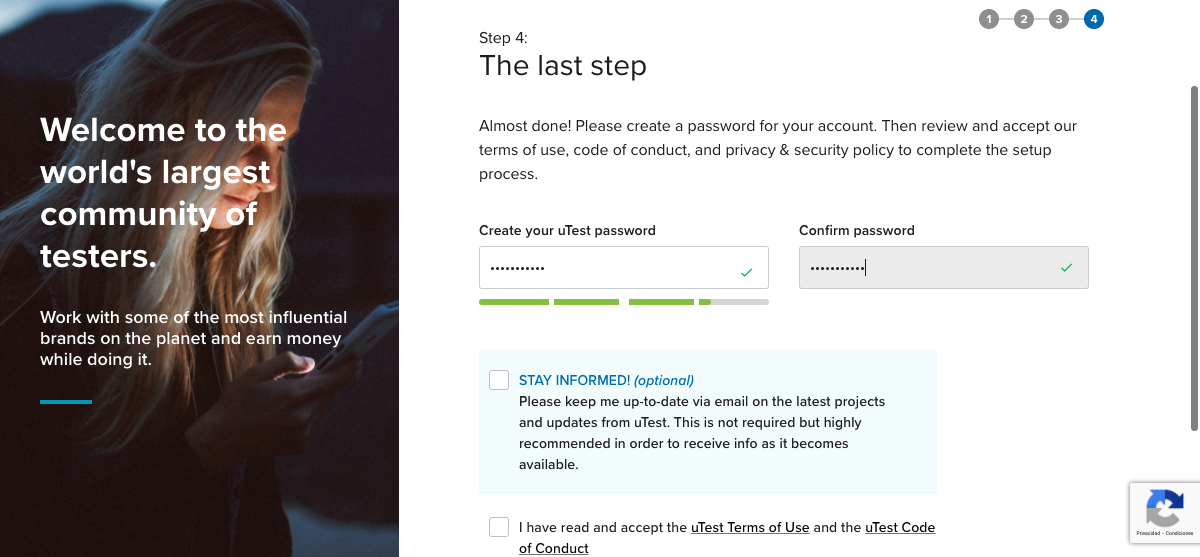 Welcome to the
world's largest
community of
testers.
Work with some of the most influential
brands on the planet and earn money
while doing it.
1 2 3 4
Step 4:
The last step
Almost done! Please create a password for your account. Then review and accept our
terms of use, code of conduct, and privacy & security policy to complete the setup
process.
Create your uTest password
Confirm password
STAY INFORMED! (optional)
Please keep me up-to-date via email on the latest projects
and updates from uTest. This is not required but highly
recommended in order to receive info as it becomes
available.
I have read and accept the uTest Terms of Use and the uTest Code
of Conduct
Privacidad - Condiciones